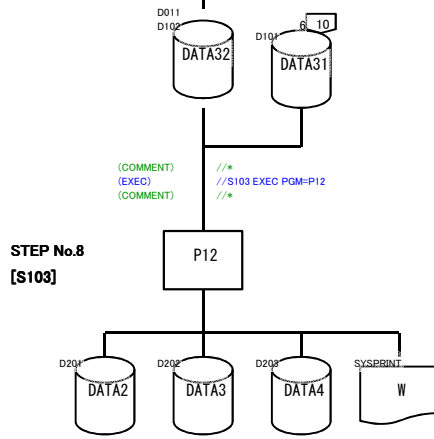 D011
D102
DATA32
D101
6
10
DATA31
(COMMENT) //*
(EXEC) //S103 EXEC PGM=P12
(COMMENT) //*
STEP No.8
[S103]
P12
D201
DATA2
D202
DATA3
D203
DATA4
SYSPRINT
W